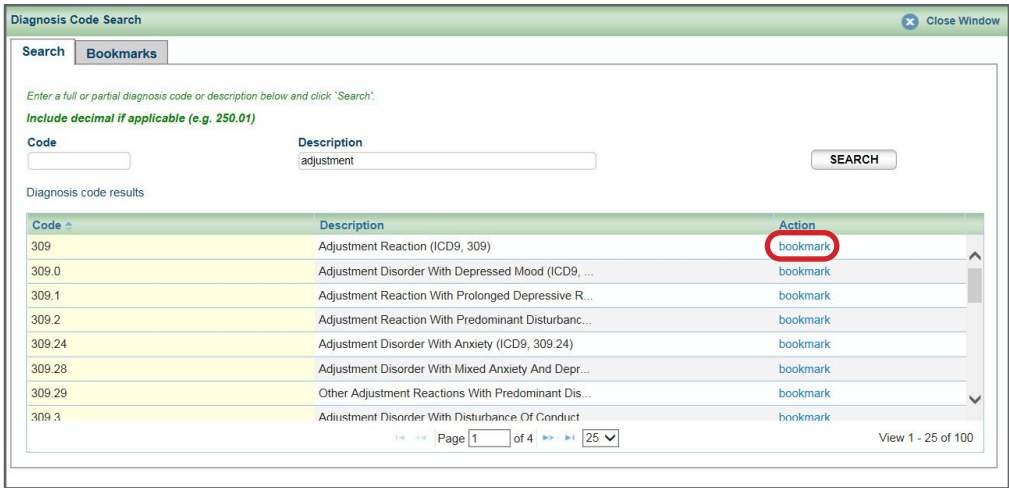 Diagnosis Code Search Close Window
Search Bookmarks
Enter a full or partial diagnosis code or description below and click `Search'.
Include decimal if applicable (e.g. 250.01)
Code Description
adjustment SEARCH
Diagnosis code results
Code Description Action
309 Adjustment Reaction (ICD9, 309) bookmark
309.0 Adjustment Disorder With Depressed Mood (ICD9, ... bookmark
309.1 Adjustment Reaction With Prolonged Depressive R... bookmark
309.2 Adjustment Reaction With Predominant Disturbanc... bookmark
309.24 Adjustment Disorder With Anxiety (ICD9, 309.24) bookmark
309.28 Adjustment Disorder With Mixed Anxiety And Depr... bookmark
309.29 Other Adjustment Reactions With Predominant Dis... bookmark
309.3 Adjustment Disorder With Disturbance Of Conduct bookmark
Page 1 of 4 25 View 1 - 25 of 100